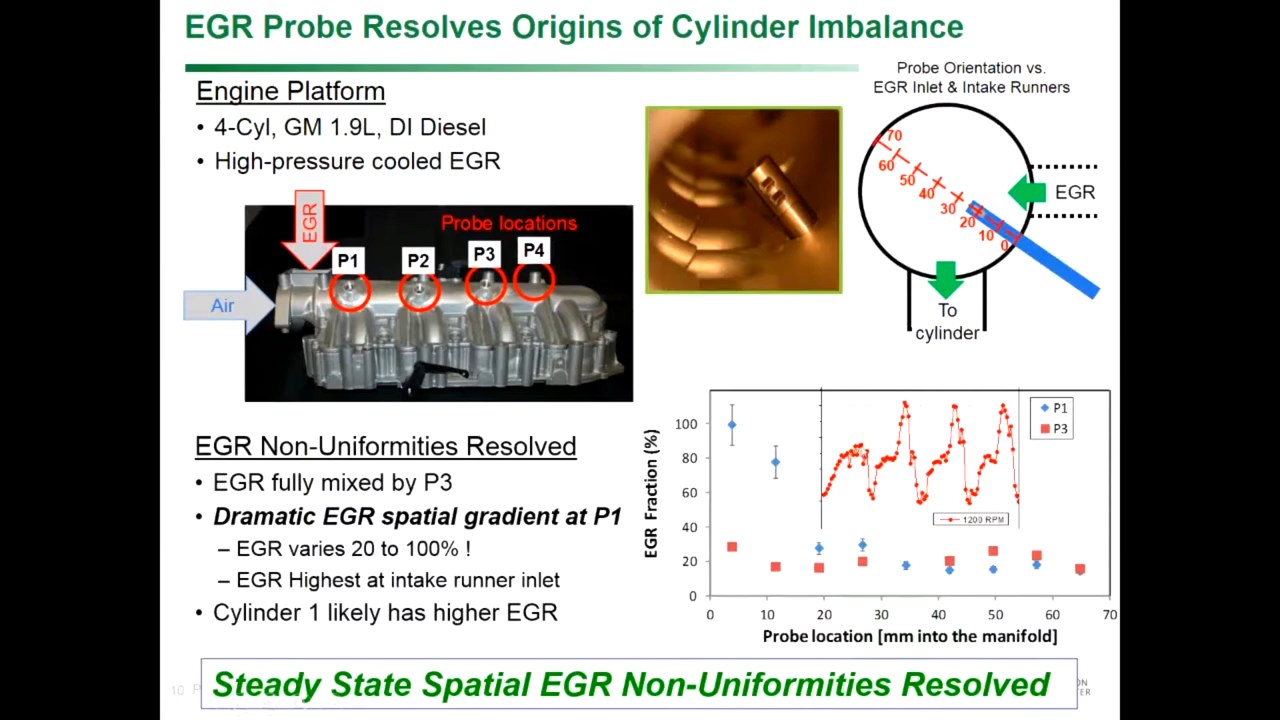 EGR Probe Resolves Origins of Cylinder Imbalance
Engine Platform
• 4-Cyl, GM 1.9L, DI Diesel
• High-pressure cooled EGR
EGR
Air
Probe locations
P1
P2
P3
P4
Probe Orientation vs.
EGR Inlet & Intake Runners
70
60
50
40
30
20
10
0
EGR
To
cylinder
EGR Non-Uniformities Resolved
• EGR fully mixed by P3
• Dramatic EGR spatial gradient at P1
– EGR varies 20 to 100% !
– EGR Highest at intake runner inlet
• Cylinder 1 likely has higher EGR
EGR Fraction (%)
100
80
60
40
20
0
P1
P3
1200 RPM
0 10 20 30 40 50 60 70
Probe location [mm into the manifold]
Steady State Spatial EGR Non-Uniformities Resolved
10